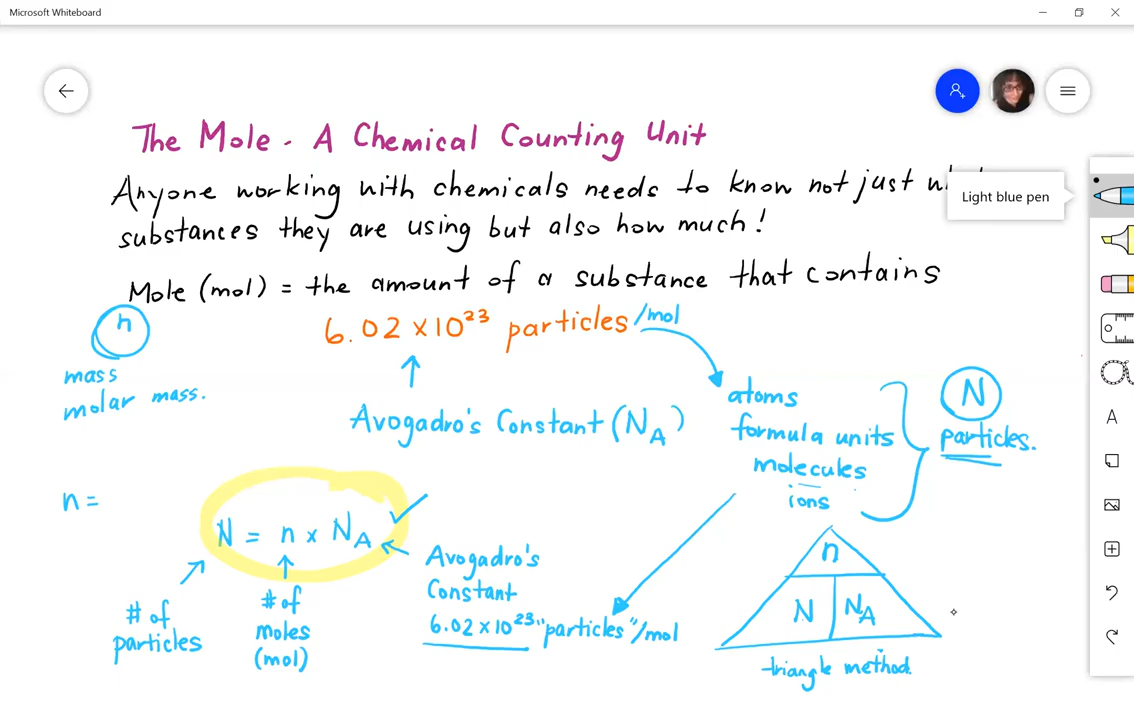 Microsoft Whiteboard
The Mole - A Chemical Counting Unit
Anyone working with chemicals needs to know not just
substances they are using but also how much!
Light blue pen
Mole (mol) = the amount of a substance that contains
n
6.02 x 10²³ particles /mol
mass
molar mass.
Avogadro's Constant (N_A)
atoms
formula units
molecules
ions
N
particles.
n =
N = n x N_A
# of
particles
# of
moles
(mol)
Avogadro's
Constant
6.02 x 10²³ "particles"/mol
n
N N_A
triangle method.
A